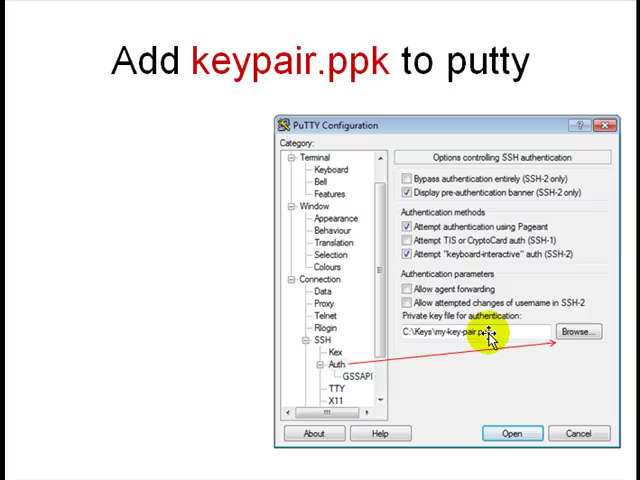 Add keypair.ppk to putty
PuTTY Configuration
Category:
Terminal
Keyboard
Bell
Features
Window
Appearance
Behaviour
Translation
Selection
Colours
Connection
Data
Proxy
Telnet
Rlogin
SSH
Kex
Auth
GSSAPI
TTY
X11
Options controlling SSH authentication
Bypass authentication entirely (SSH-2 only)
Display pre-authentication banner (SSH-2 only)
Authentication methods
Attempt authentication using Pageant
Attempt TIS or CryptoCard auth (SSH-1)
Attempt "keyboard-interactive" auth (SSH-2)
Authentication parameters
Allow agent forwarding
Allow attempted changes of username in SSH-2
Private key file for authentication:
Browse...
About
Help
Open
Cancel